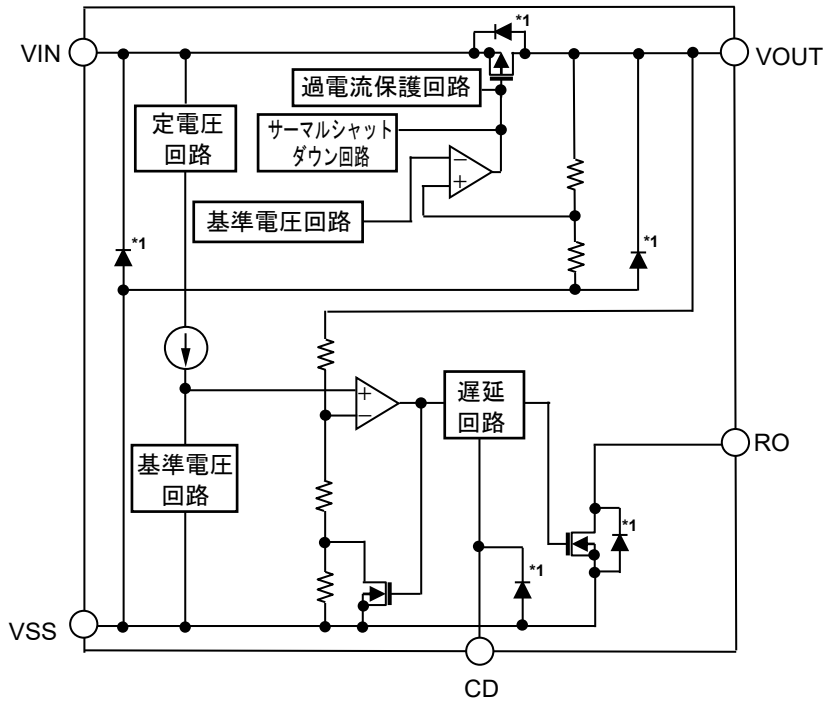 *1
VIN
VOUT
過電流保護回路
定電圧
回路
サーマルシャット
ダウン回路
−
+
基準電圧回路
*1
*1
+
−
遅延
回路
基準電圧
回路
RO
*1
*1
VSS
CD